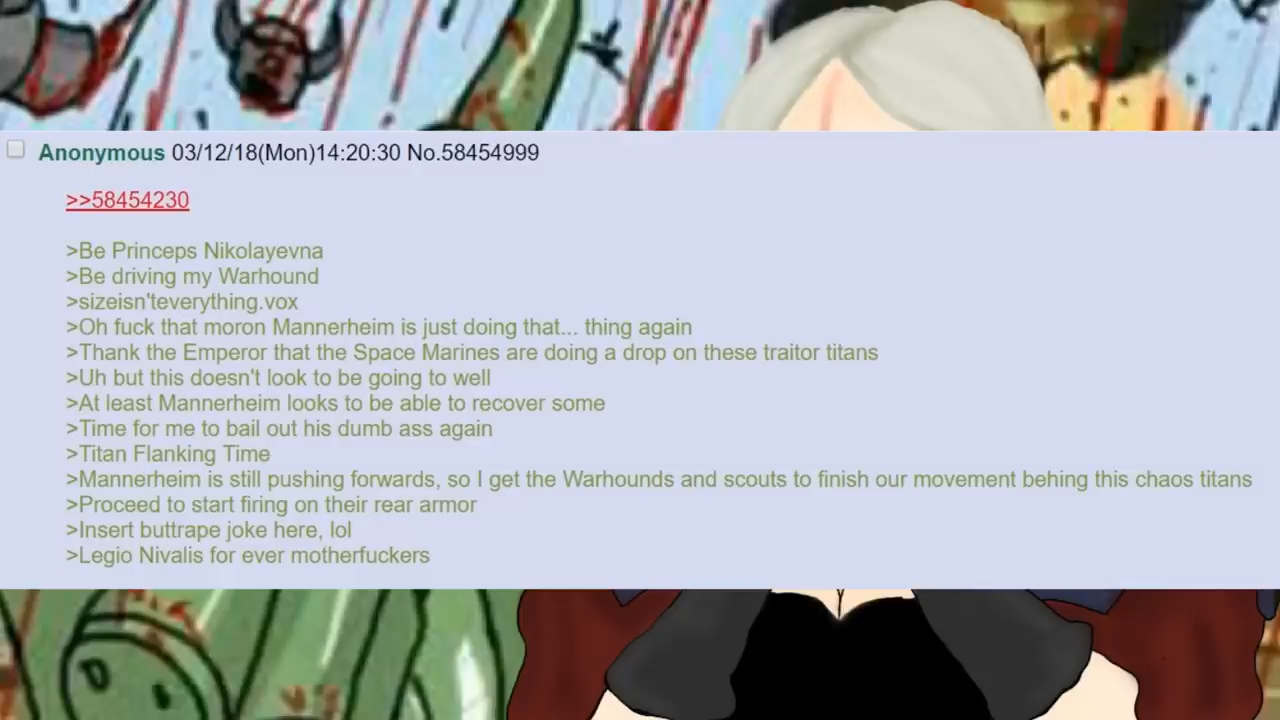 Anonymous 03/12/18(Mon)14:20:30 No.58454999
>>58454230
>Be Princeps Nikolayevna
>Be driving my Warhound
>sizeisn'teverything.vox
>Oh fuck that moron Mannerheim is just doing that... thing again
>Thank the Emperor that the Space Marines are doing a drop on these traitor titans
>Uh but this doesn't look to be going to well
>At least Mannerheim looks to be able to recover some
>Time for me to bail out his dumb ass again
>Titan Flanking Time
>Mannerheim is still pushing forwards, so I get the Warhounds and scouts to finish our movement behing this chaos titans
>Proceed to start firing on their rear armor
>Insert buttrape joke here, lol
>Legio Nivalis for ever motherfuckers